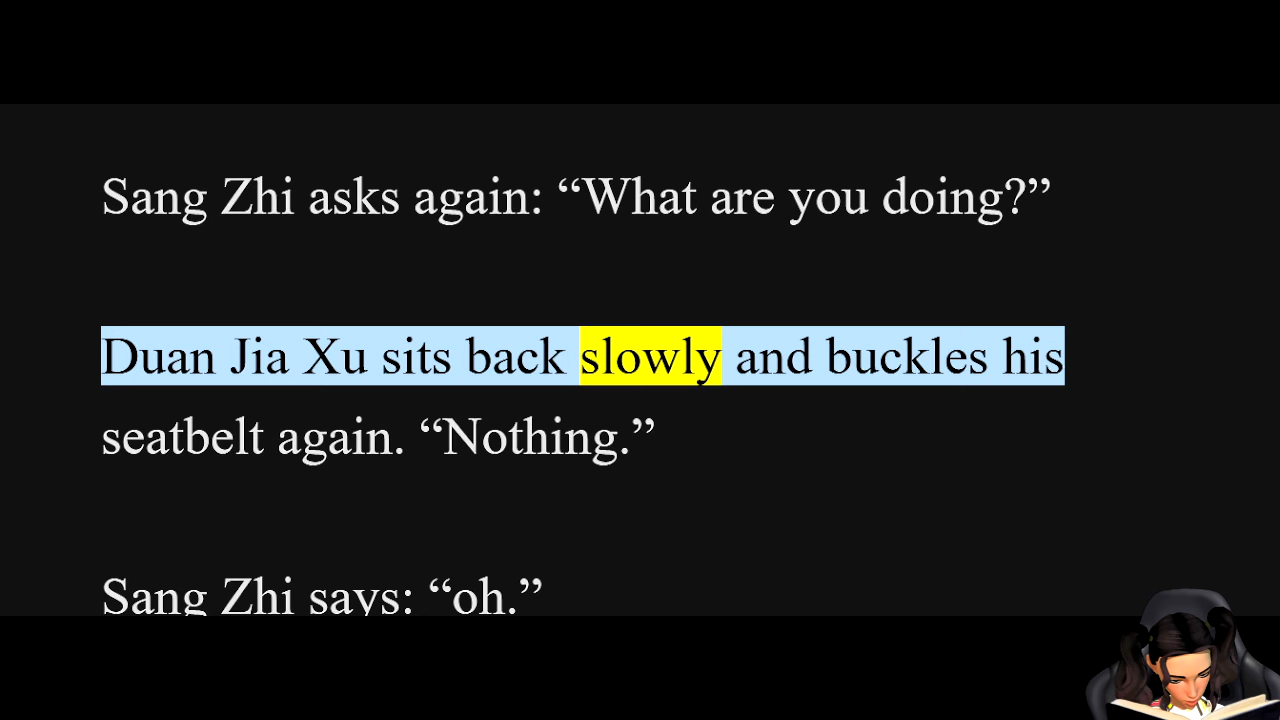 Sang Zhi asks again: “What are you doing?”
Duan Jia Xu sits back slowly and buckles his
seatbelt again. “Nothing.”
Sang Zhi says: “oh.”